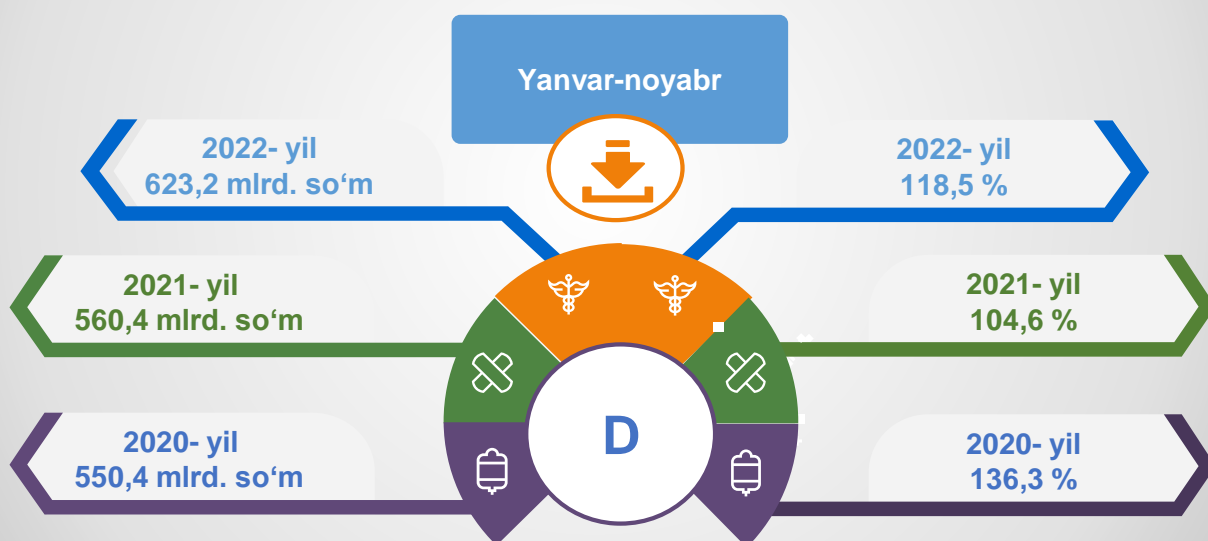 Yanvar-noyabr
2022- yil
623,2 mlrd. so‘m
2022- yil
118,5 %
2021- yil
560,4 mlrd. so‘m
2021- yil
104,6 %
2020- yil
550,4 mlrd. so‘m
2020- yil
136,3 %
D